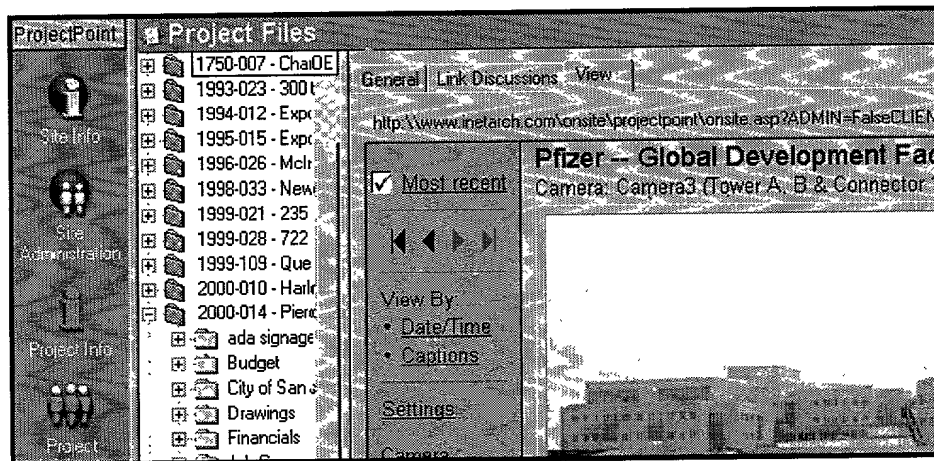 ProjectPoint
Site Info
Site
Administration
Project Info
Project
Project Files
1750-007 - Cha
1993-023 - 300
1994-012 - Expo
1995-015 - Expo
1996-026 - McIr
1998-033 - New
1999-021 - 235
1999-028 - 722
1999-109 - Que
2000-010 - Harl
2000-014 - Pier
ada signage
Budget
City of San
Drawings
Financials
General
Link Discussions
View
http:\\www.inetarch.com\onsite\projectpoint\onsite.asp?ADMIN=FalseCLIEN
Pfizer -- Global Development Fac
Camera: Camera3 (Tower A, B & Connector
Most recent
View By:
• Date/Time
• Captions
Settings
Camera